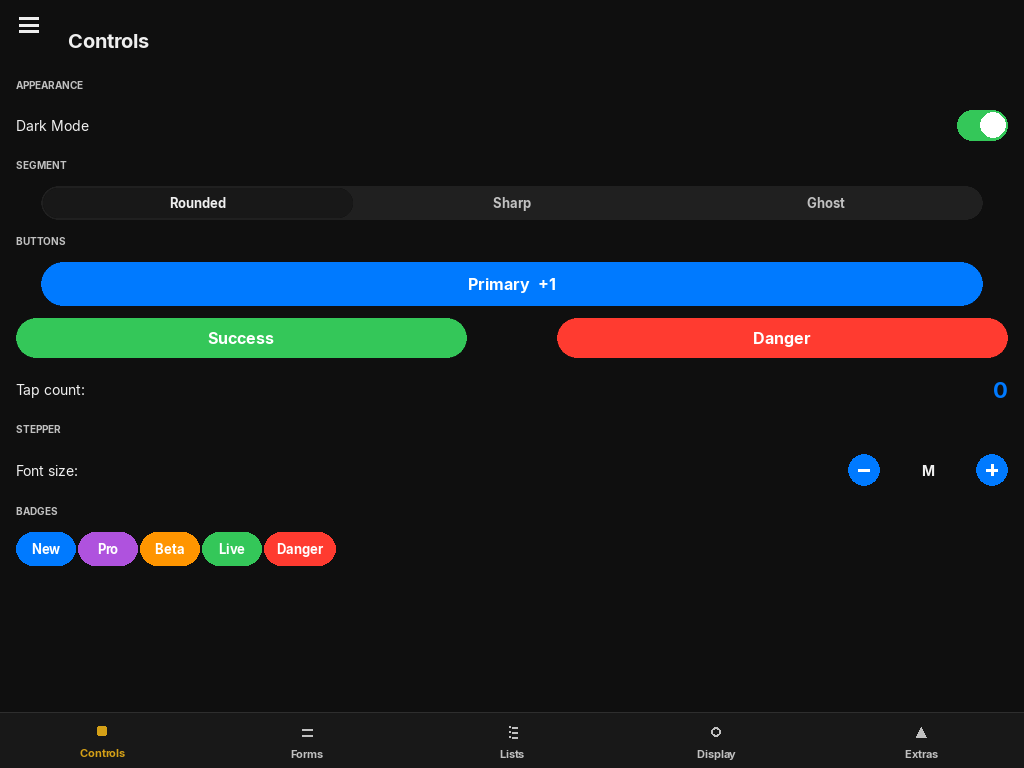 Controls
APPEARANCE
Dark Mode
SEGMENT
Rounded Sharp Ghost
BUTTONS
Primary +1
Success Danger
Tap count: 0
STEPPER
Font size: − M +
BADGES
New Pro Beta Live Danger
Controls Forms Lists Display Extras